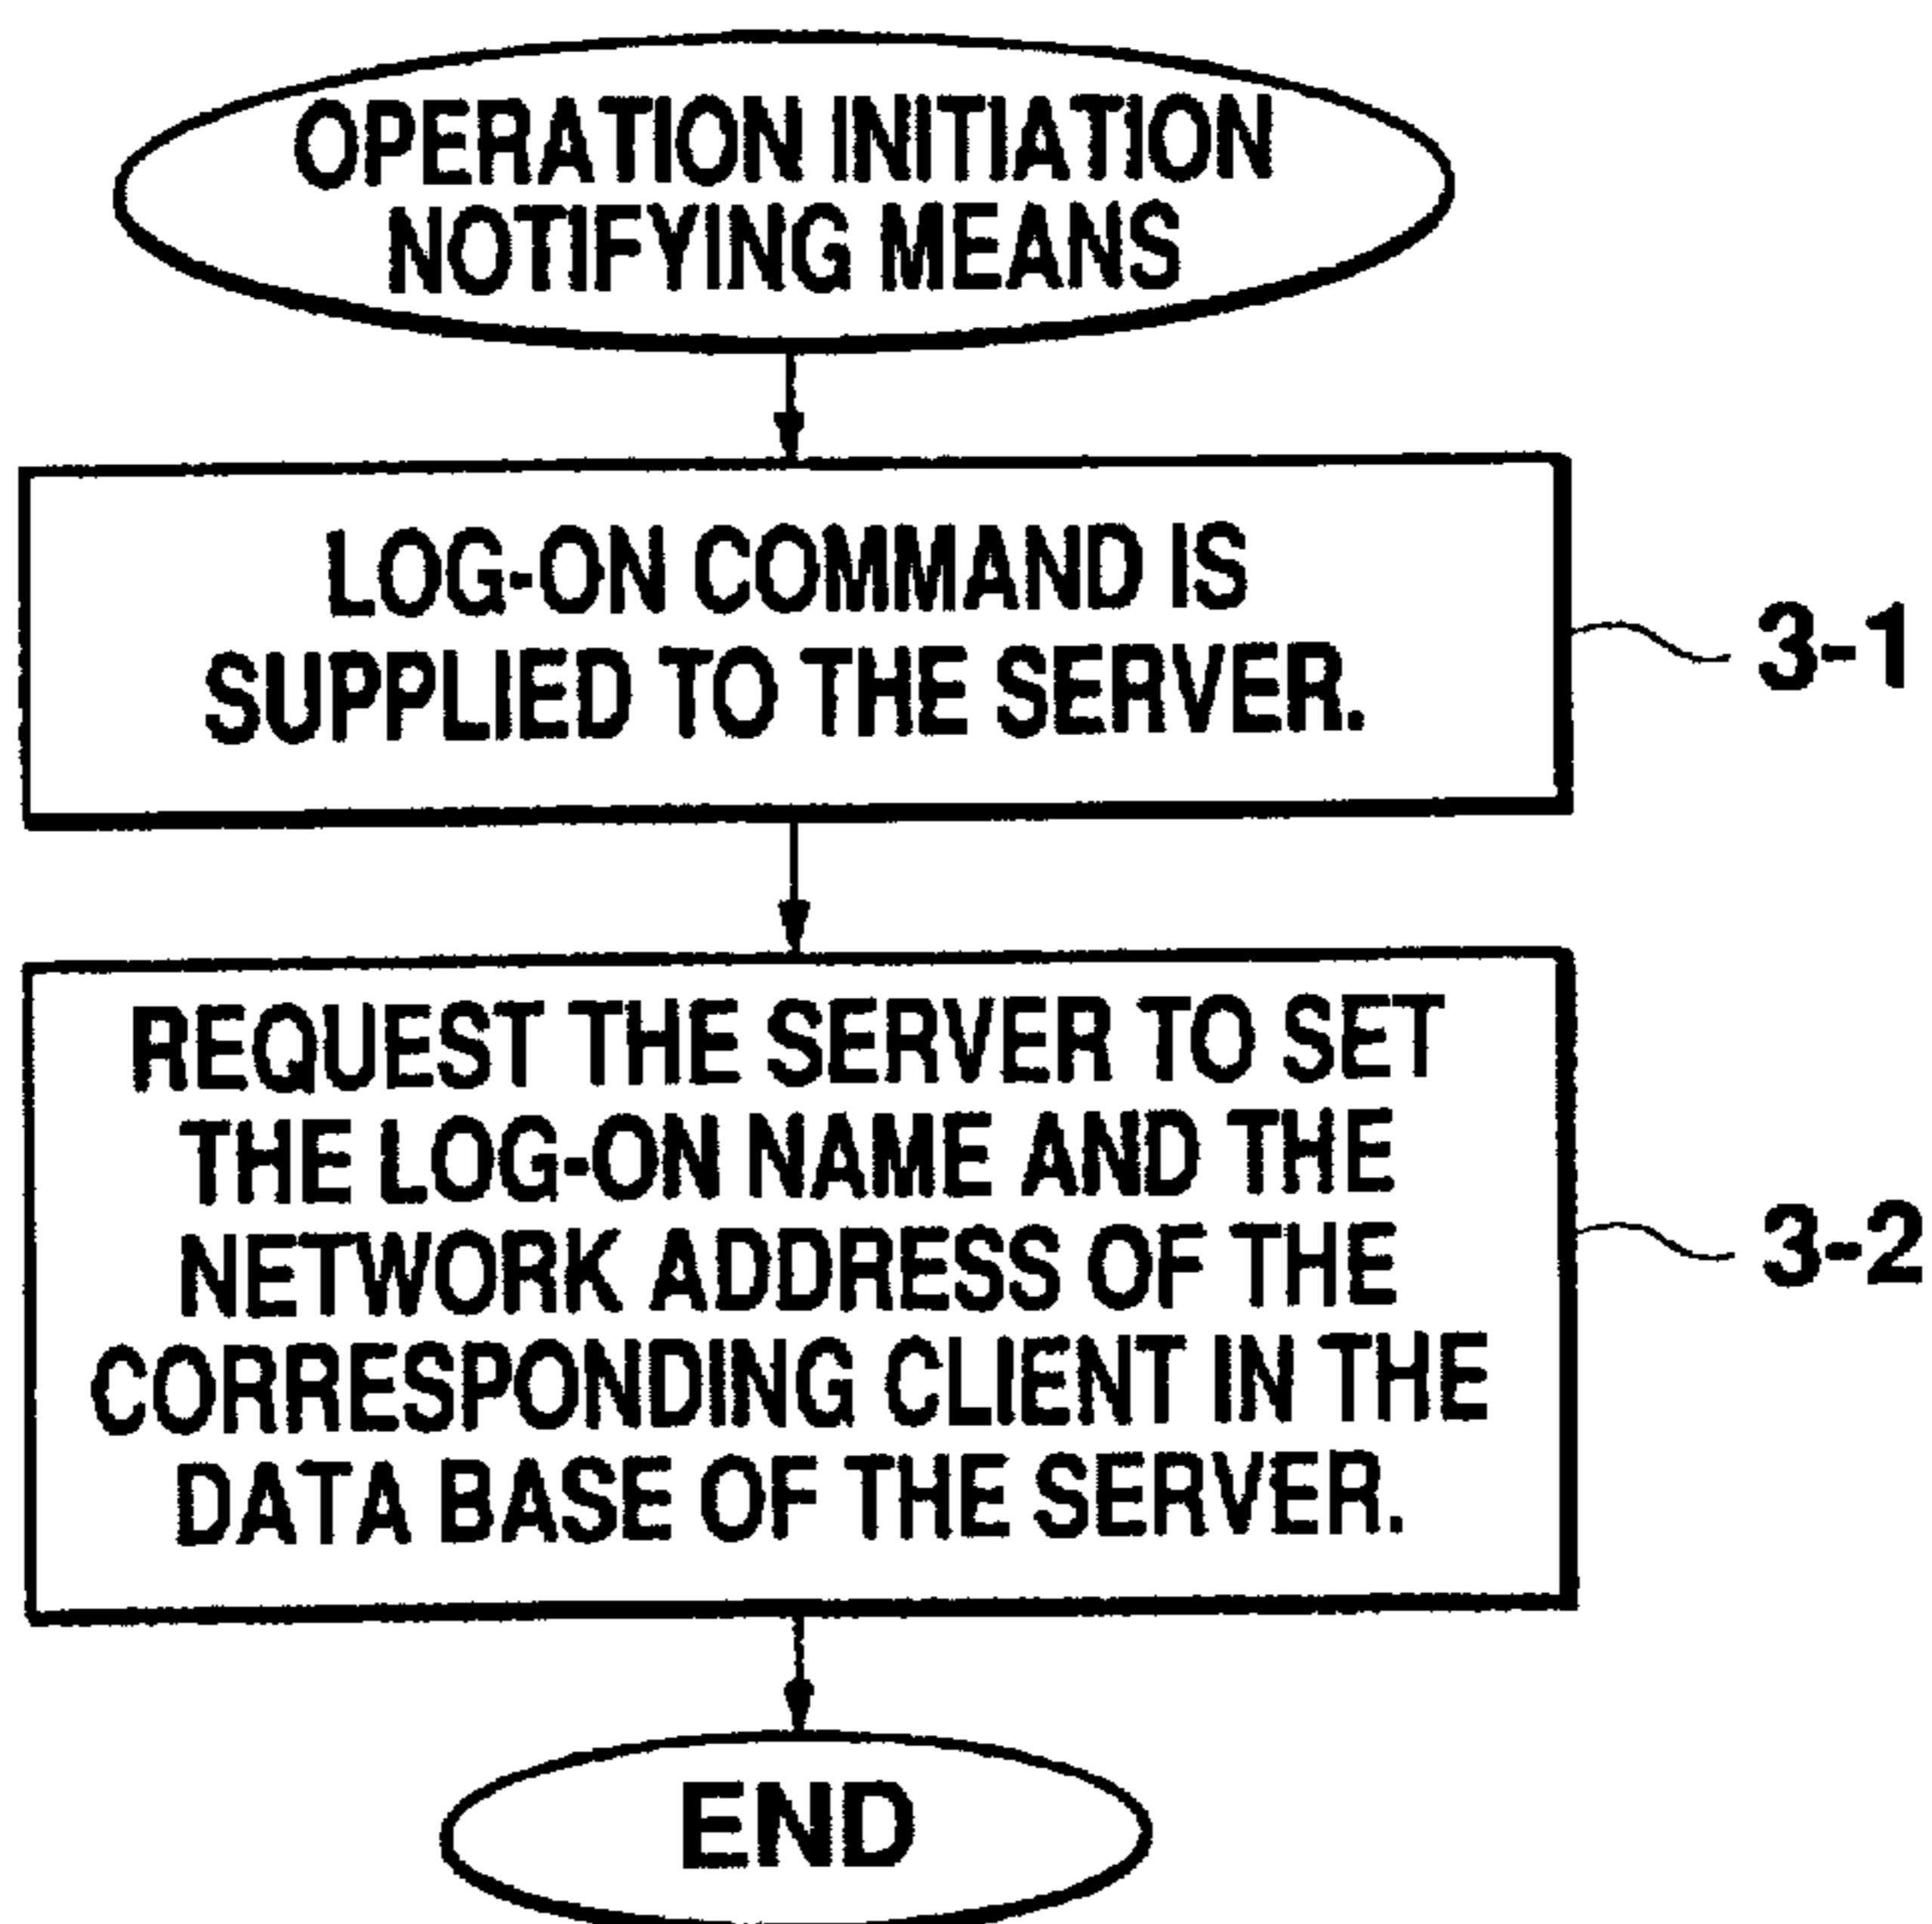 OPERATION INITIATION
NOTIFYING MEANS
LOG-ON COMMAND IS
SUPPLIED TO THE SERVER.
3-1
REQUEST THE SERVER TO SET
THE LOG-ON NAME AND THE
NETWORK ADDRESS OF THE
CORRESPONDING CLIENT IN THE
DATA BASE OF THE SERVER.
3-2
END